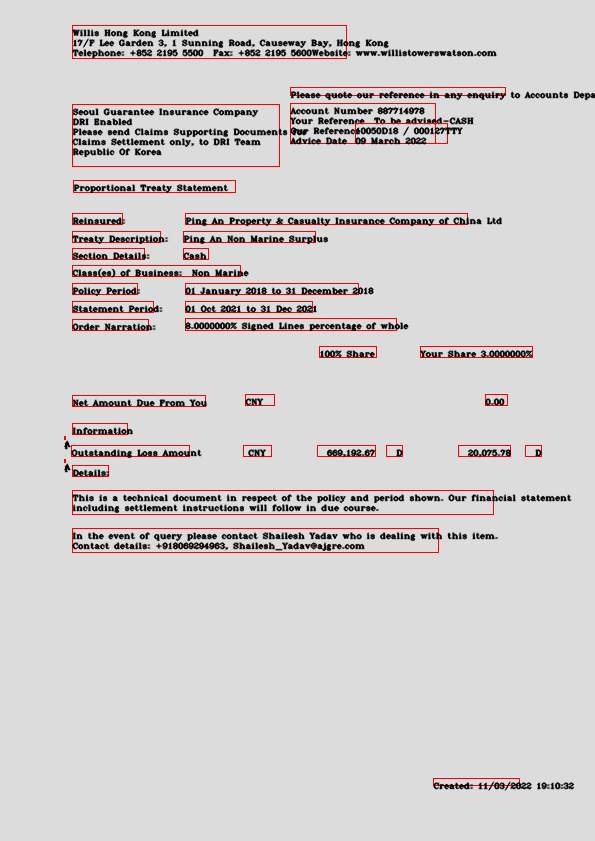 Willis Hong Kong Limited
17/F Lee Garden 3, 1 Sunning Road, Causeway Bay, Hong Kong
Telephone: +852 2195 5500 Fax: +852 2195 5600Website: www.willistowerswatson.com
Please quote our reference in any enquiry to Accounts Depa
Seoul Guarantee Insurance Company
DRI Enabled
Please send Claims Supporting Documents for
Claims Settlement only, to DRI Team
Republic Of Korea
Account Number 887714978
Your Reference To be advised-CASH
Our Reference 10050D18 / 000127TTY
Advice Date 09 March 2022
Proportional Treaty Statement
Reinsured: Ping An Property & Casualty Insurance Company of China Ltd
Treaty Description: Ping An Non Marine Surplus
Section Details: Cash
Class(es) of Business: Non Marine
Policy Period: 01 January 2018 to 31 December 2018
Statement Period: 01 Oct 2021 to 31 Dec 2021
Order Narration: 8.0000000% Signed Lines percentage of whole
100% Share Your Share 3.0000000%
Net Amount Due From You CNY 0.00
Information
Outstanding Loss Amount CNY 669,192.67 D 20,075.78 D
Details:
This is a technical document in respect of the policy and period shown. Our financial statement
including settlement instructions will follow in due course.
In the event of query please contact Shailesh Yadav who is dealing with this item.
Contact details: +918069294963, Shailesh_Yadav@ajgre.com
Created: 11/03/2022 19:10:32